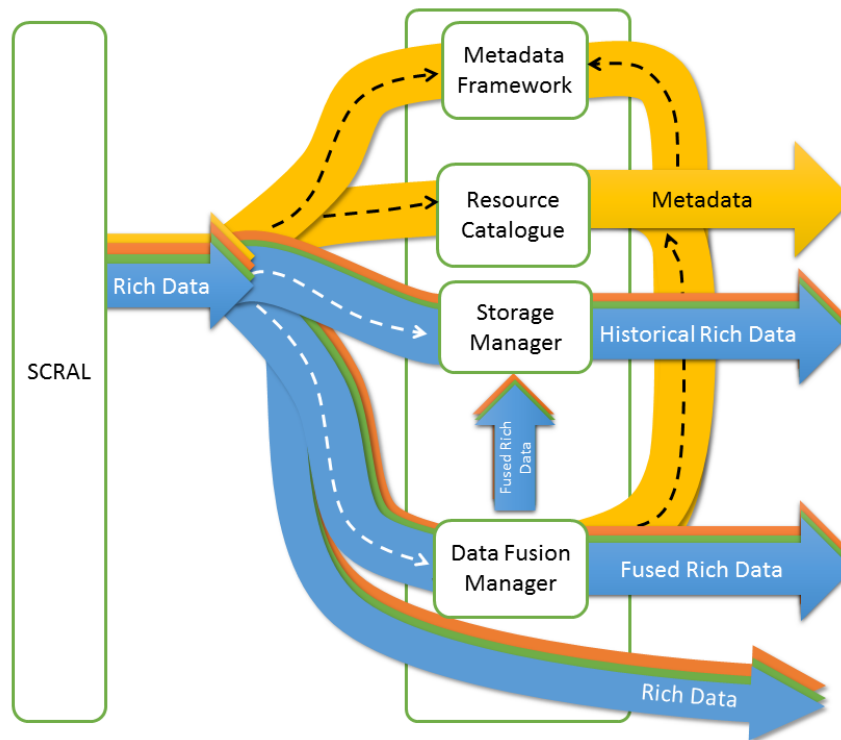 Metadata
Framework
Resource
Catalogue
Metadata
Rich Data
Storage
Manager
Historical Rich Data
SCRAL
Fused Rich
Data
Data Fusion
Manager
Fused Rich Data
Rich Data